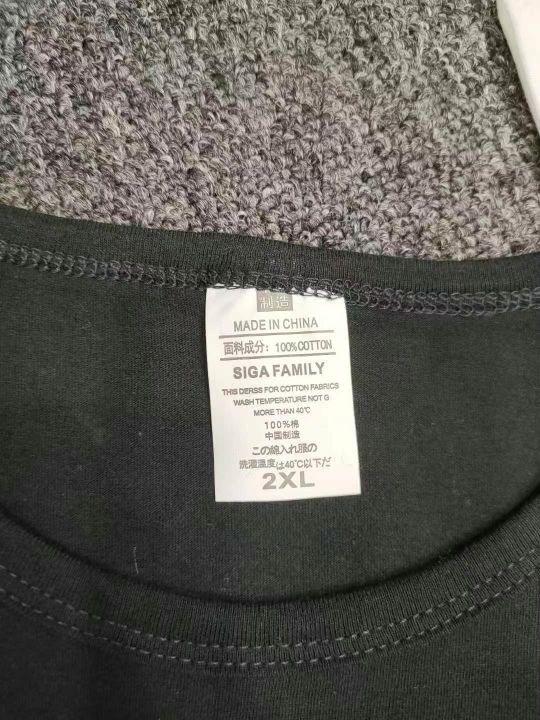 制造
MADE IN CHINA
面料成分：100%COTTON
SIGA FAMILY
THIS DERSS FOR COTTON FABRICS
WASH TEMPERATURE NOT G
MORE THAN 40℃
100%棉
中国制造
この綿入れ服の
洗濯温度は40℃以下だ
2XL